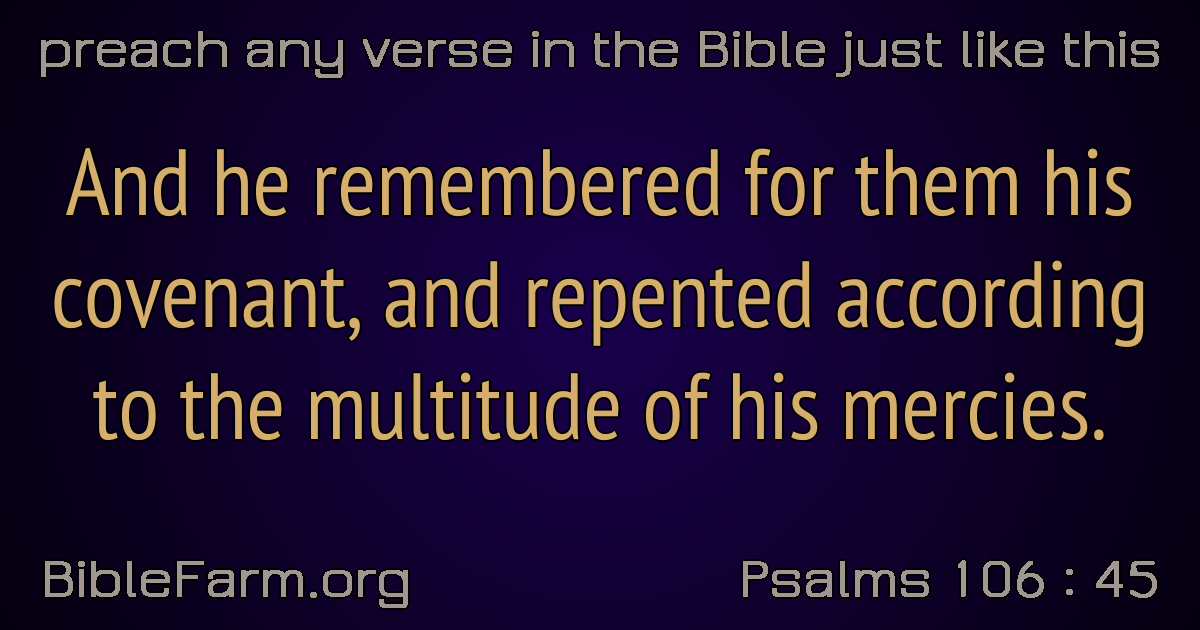 preach any verse in the Bible just like this
And he remembered for them his
covenant, and repented according
to the multitude of his mercies.
BibleFarm.org
Psalms 106 : 45